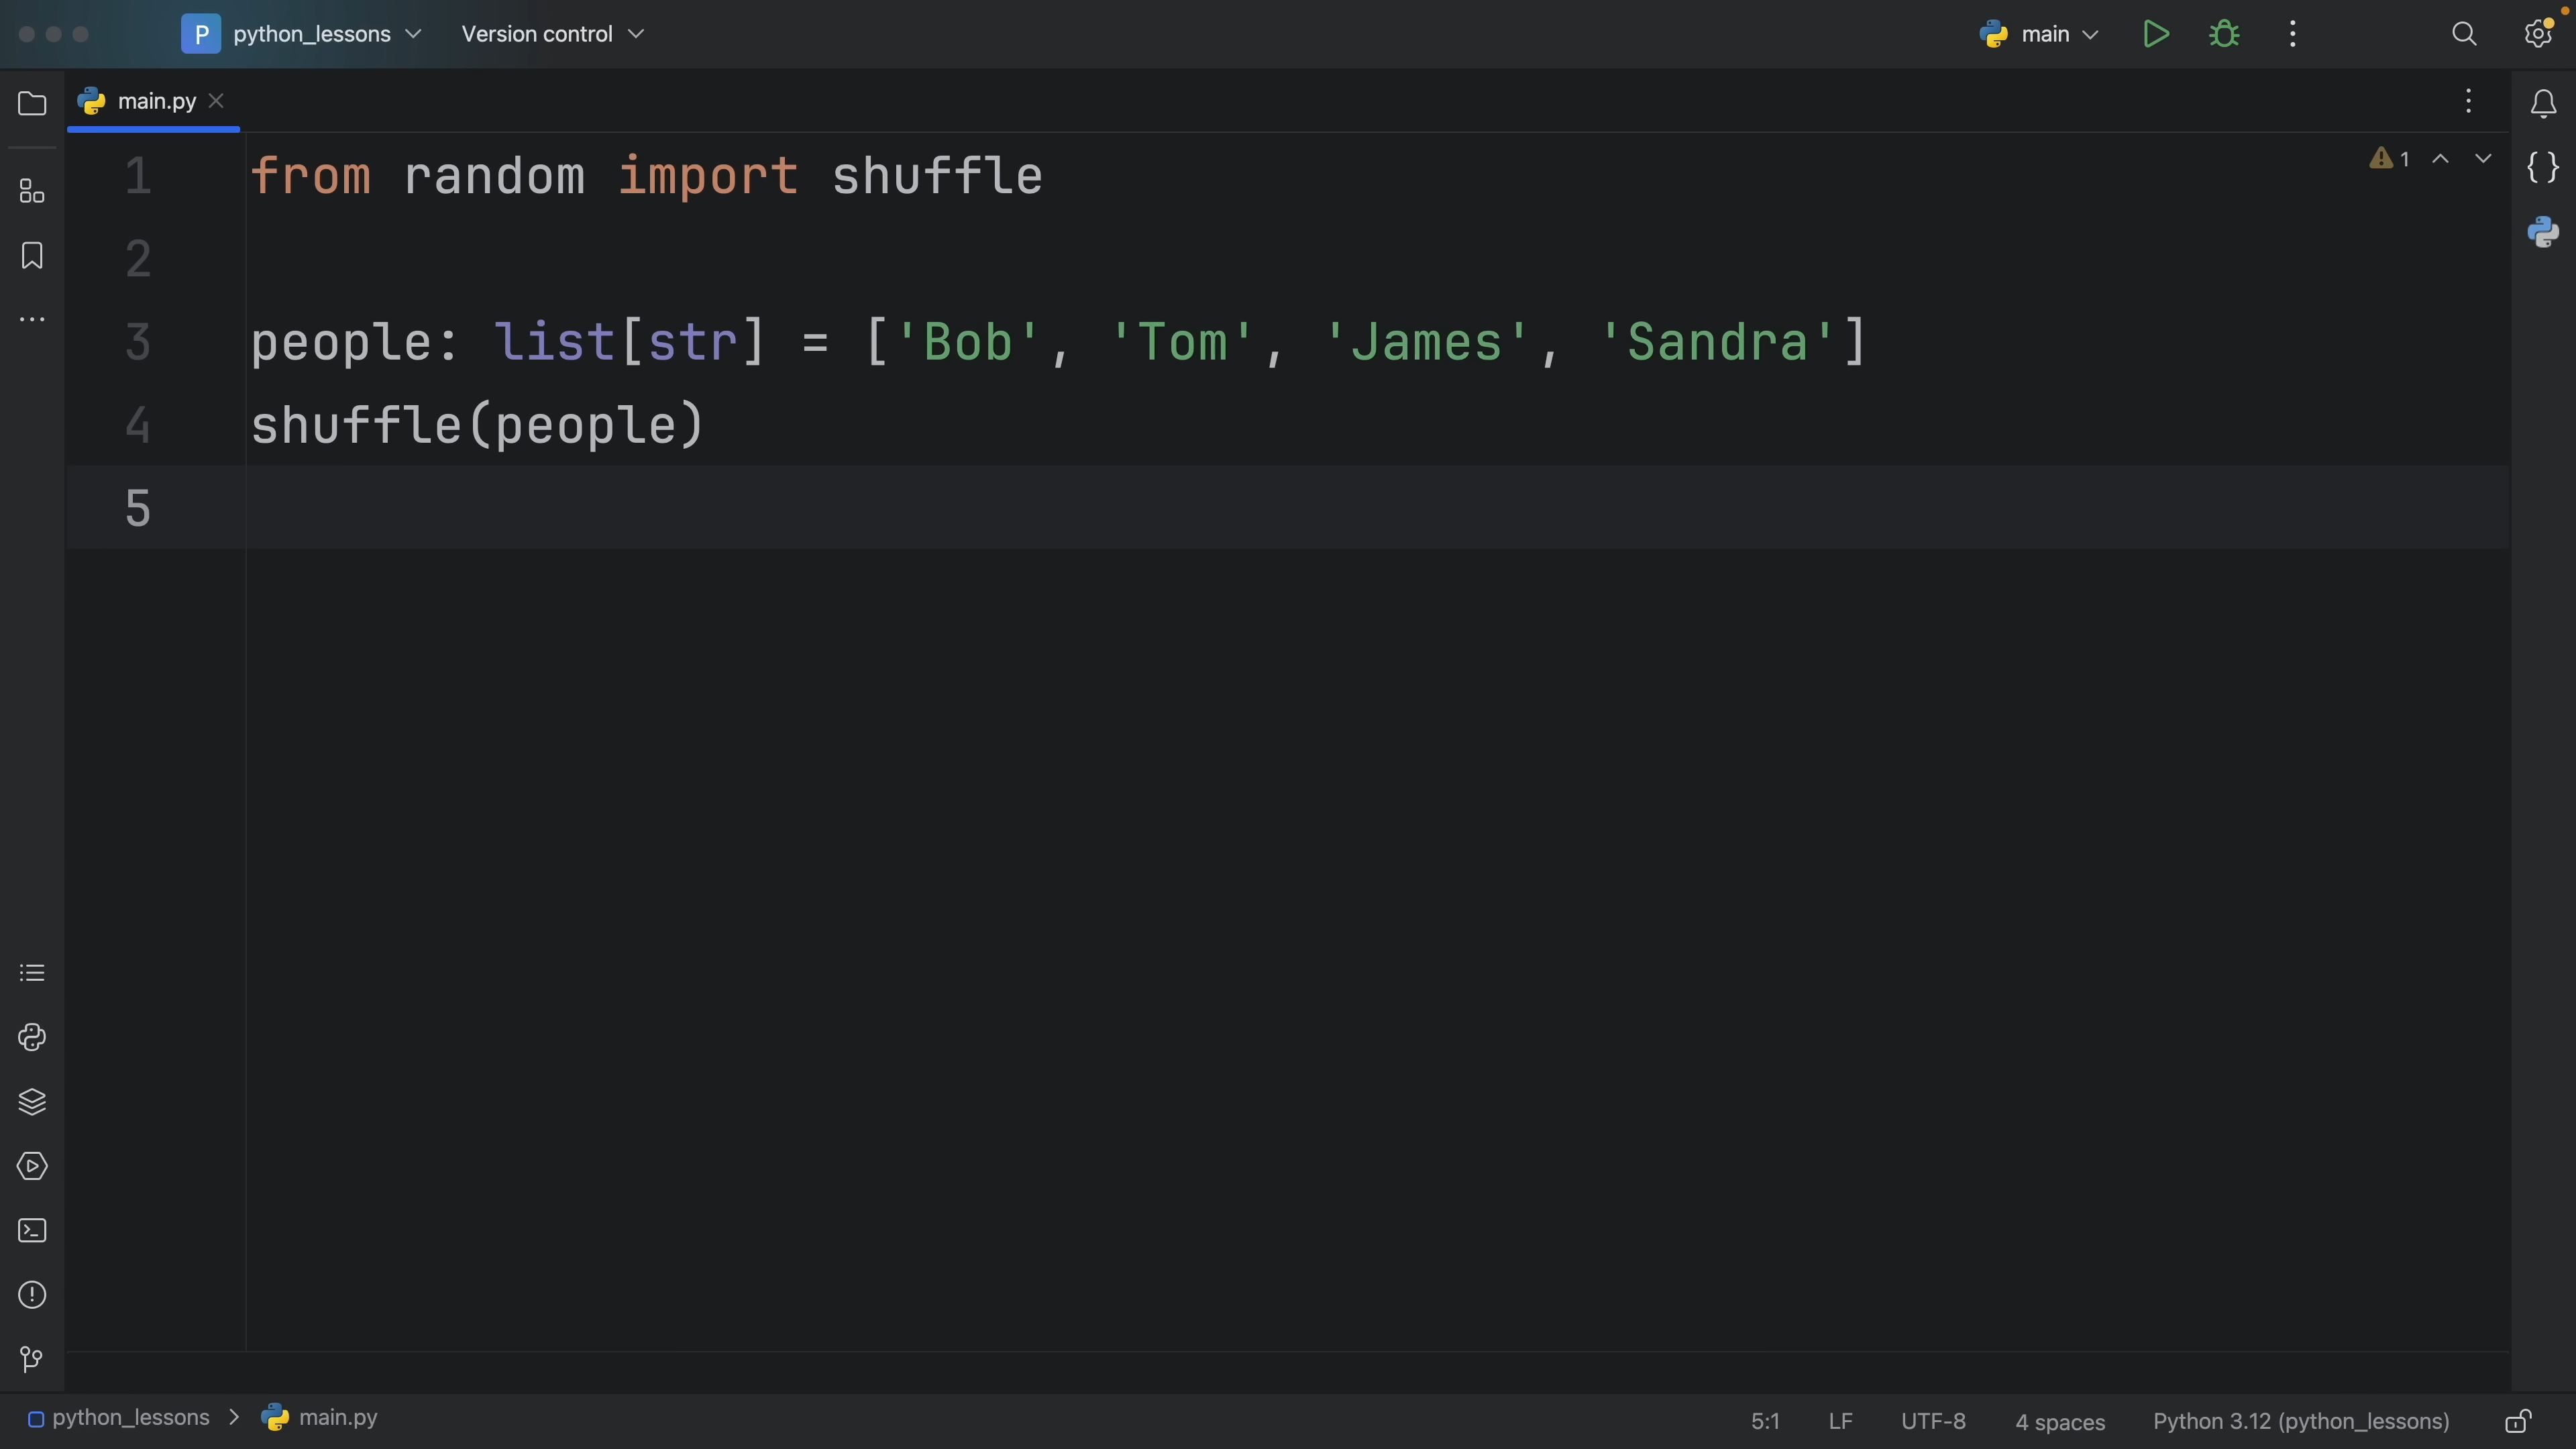 P python_lessons Version control main
main.py
1 from random import shuffle
1
2
3 people: list[str] = ['Bob', 'Tom', 'James', 'Sandra']
4 shuffle(people)
5
python_lessons > main.py 5:1 LF UTF-8 4 spaces Python 3.12 (python_lessons)